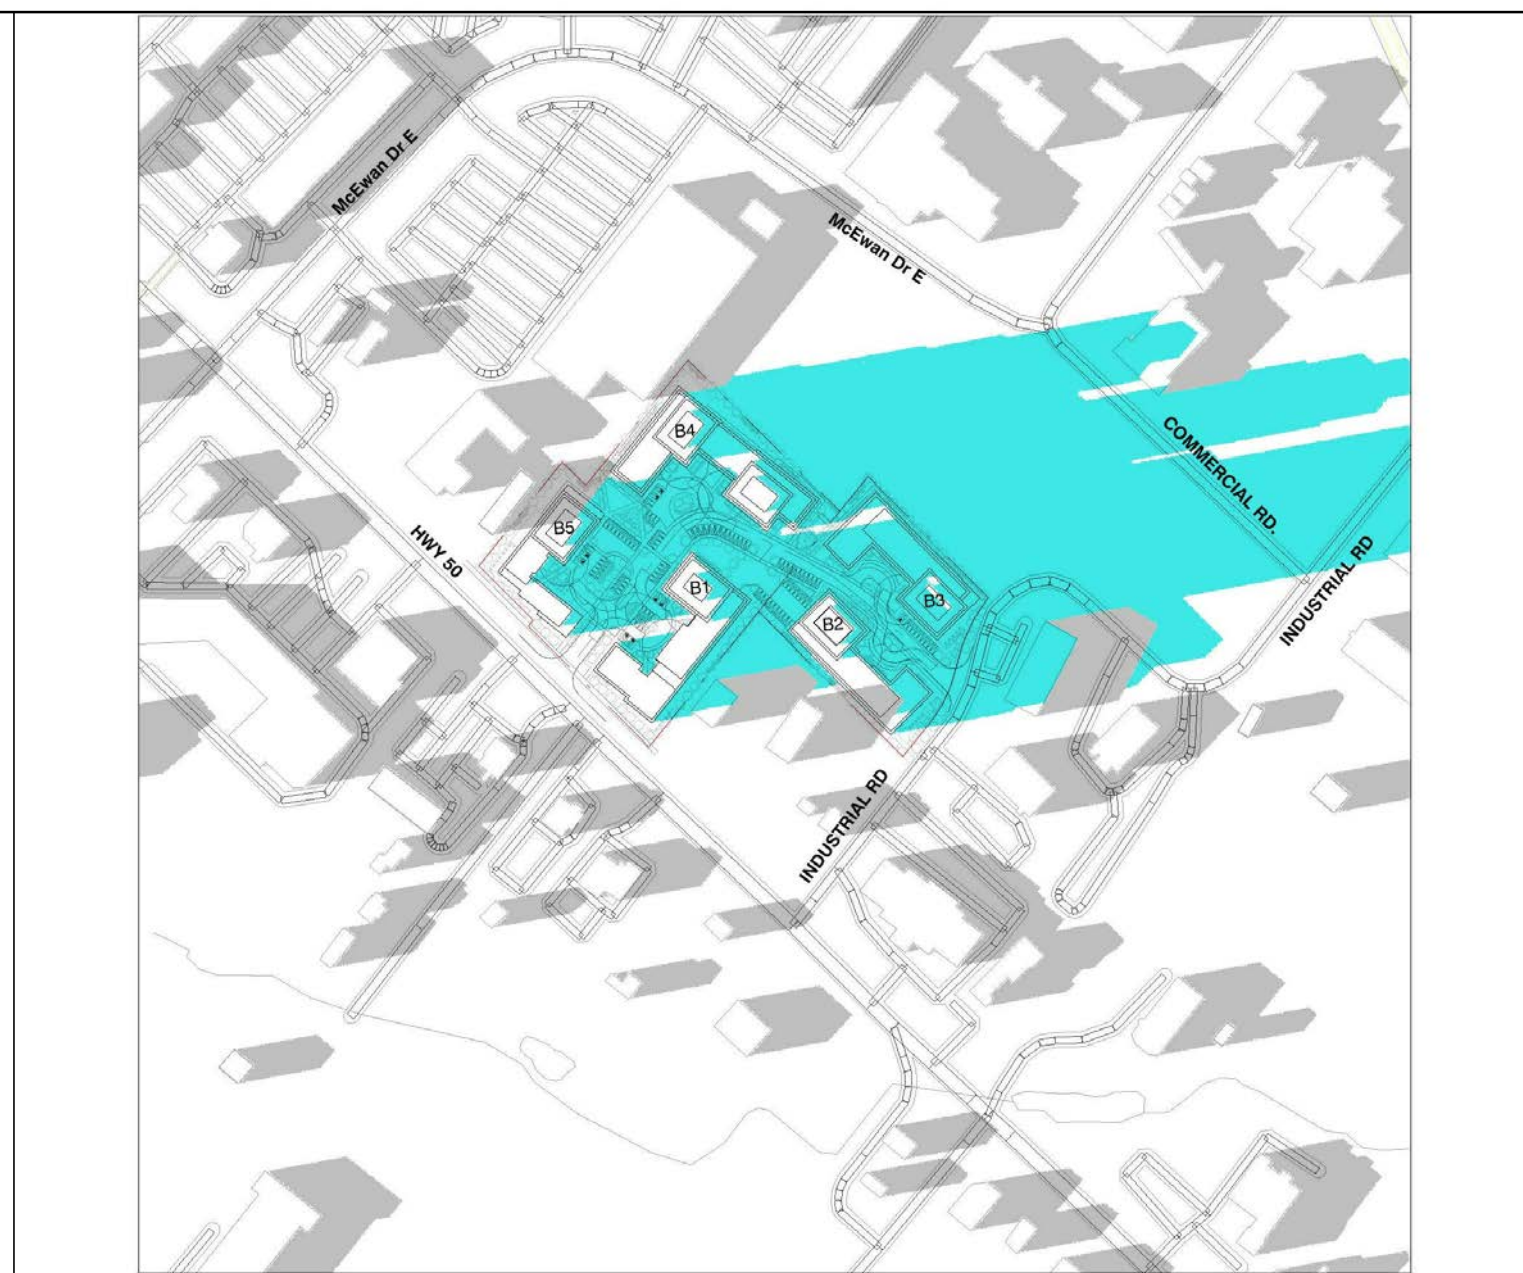 McEwan Dr E
McEwan Dr E
COMMERCIAL RD.
B4
B5
HWY 50
B1
B3
B2
INDUSTRIAL RD
INDUSTRIAL RD